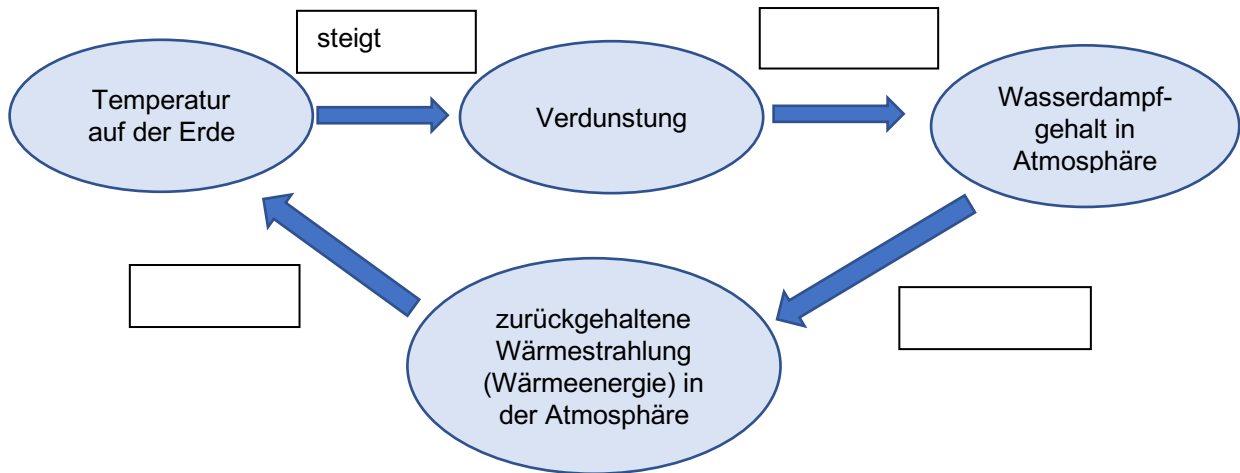 steigt
Temperatur
auf der Erde
Verdunstung
Wasserdampf-
gehalt in
Atmosphäre
zurückgehaltene
Wärmestrahlung
(Wärmeenergie) in
der Atmosphäre